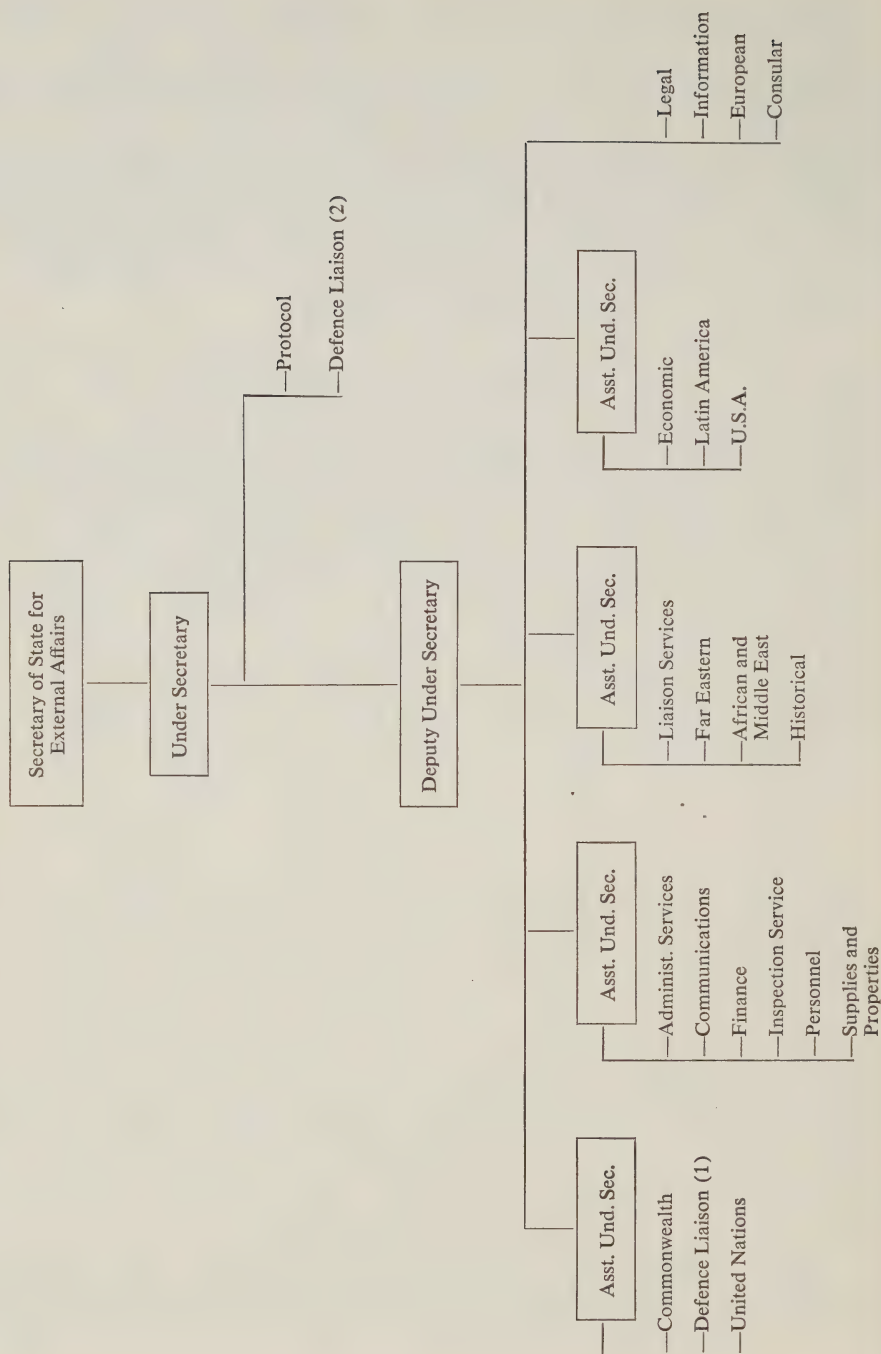 Secretary of State for
External Affairs
Under Secretary
Protocol
Defence Liaison (2)
Deputy Under Secretary
Asst. Und. Sec.
Commonwealth
Defence Liaison (1)
United Nations
Asst. Und. Sec.
Administ. Services
Communications
Finance
Inspection Service
Personnel
Supplies and
Properties
Asst. Und. Sec.
Liaison Services
Far Eastern
African and
Middle East
Historical
Asst. Und. Sec.
Economic
Latin America
U.S.A.
Legal
Information
European
Consular